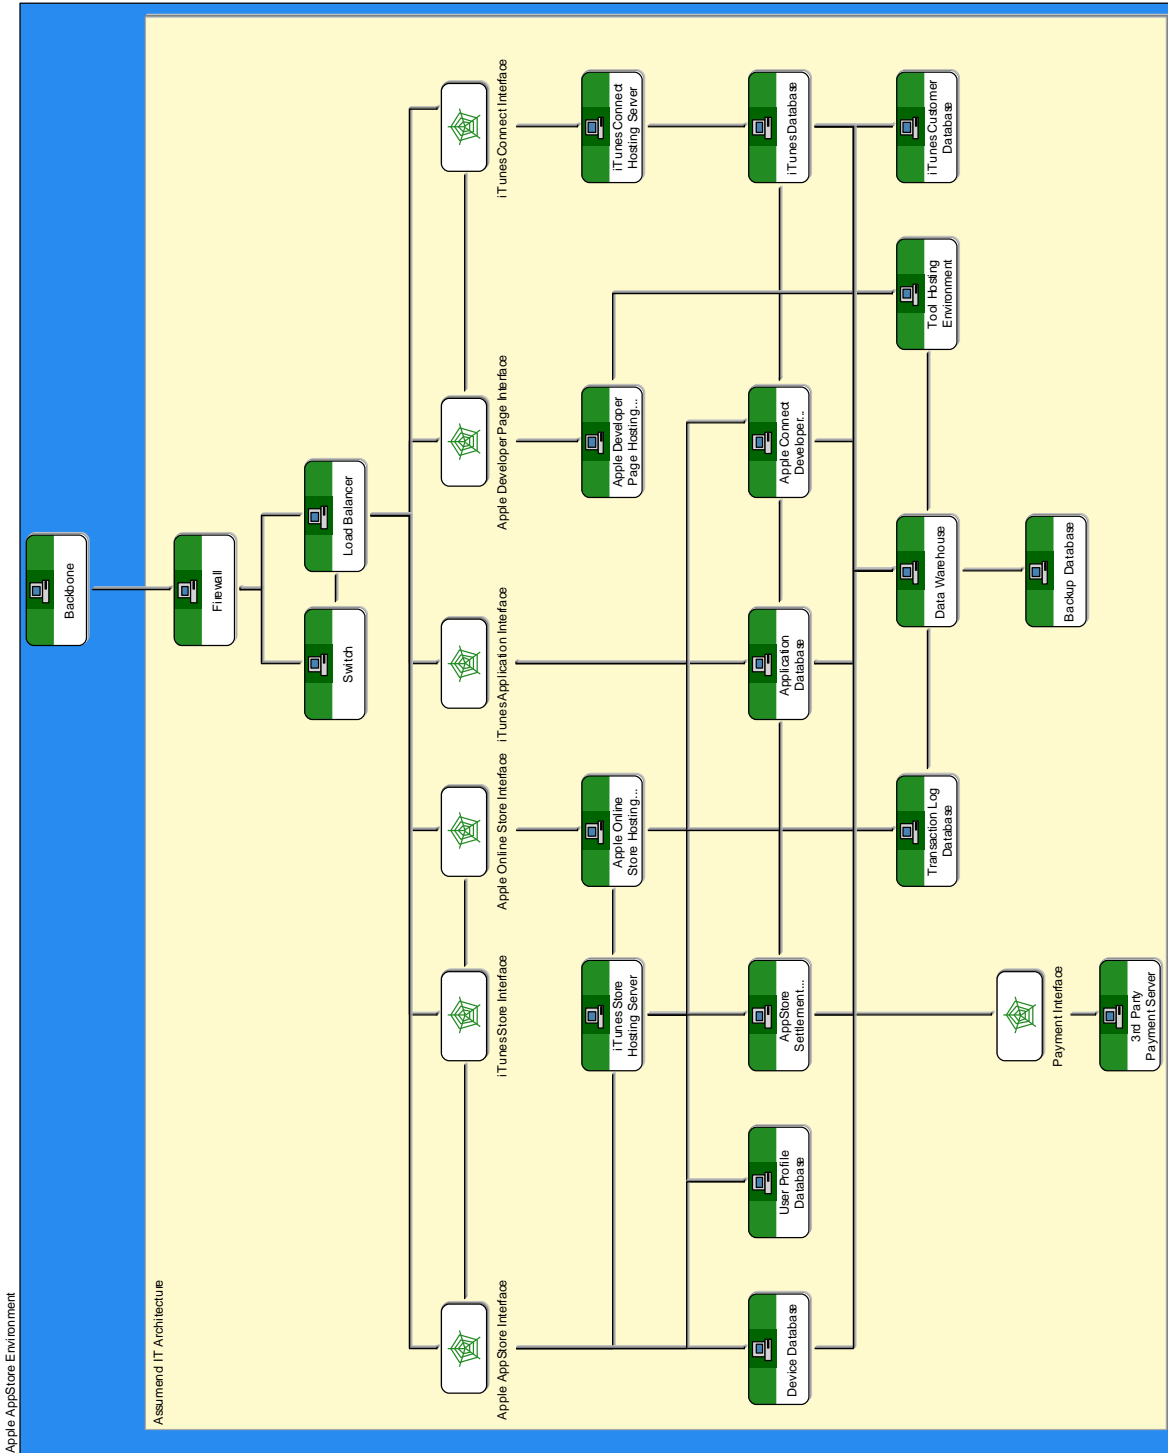 Apple AppStore Environment
Assumend IT Architecture
Backbone
Firewall
Switch
Load Balancer
Apple AppStore Interface
iTunes Store Interface
Apple Online Store Interface
iTunes Application Interface
Apple Developer Page Interface
iTunes Connect Interface
iTunes Store
Hosting Server
Apple Online
Store Hosting...
Apple Developer
Page Hosting...
iTunes Connect
Hosting Server
Device Database
User Profile
Database
AppStore
Settlement...
Application
Database
Apple Connect
Developer...
iTunes Database
Transaction Log
Database
Data Warehouse
Tool Hosting
Environment
iTunes Customer
Database
Payment Interface
Backup Database
3rd Party
Payment Server